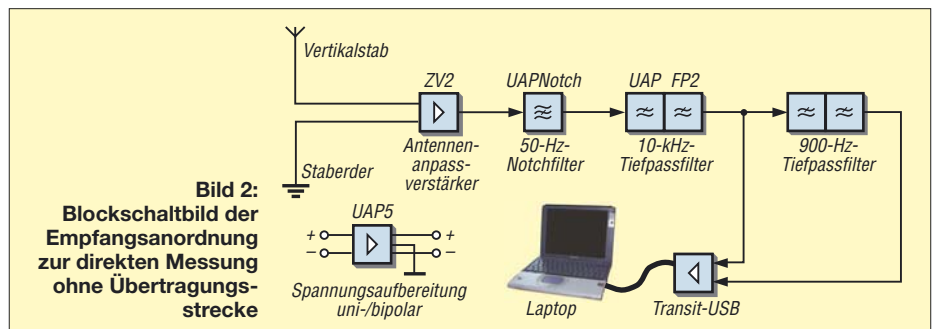 Vertikalstab
ZV2
UAPNotch
UAP FP2
Antennen-
anpass-
verstärker
50-Hz-
Notchfilter
10-kHz-
Tiefpassfilter
900-Hz-
Tiefpassfilter
Staberder
Bild 2:
Blockschaltbild der
Empfangsanordnung
zur direkten Messung
ohne Übertragungs-
strecke
UAP5
+ +
– –
Spannungsaufbereitung
uni-/bipolar
Laptop
Transit-USB